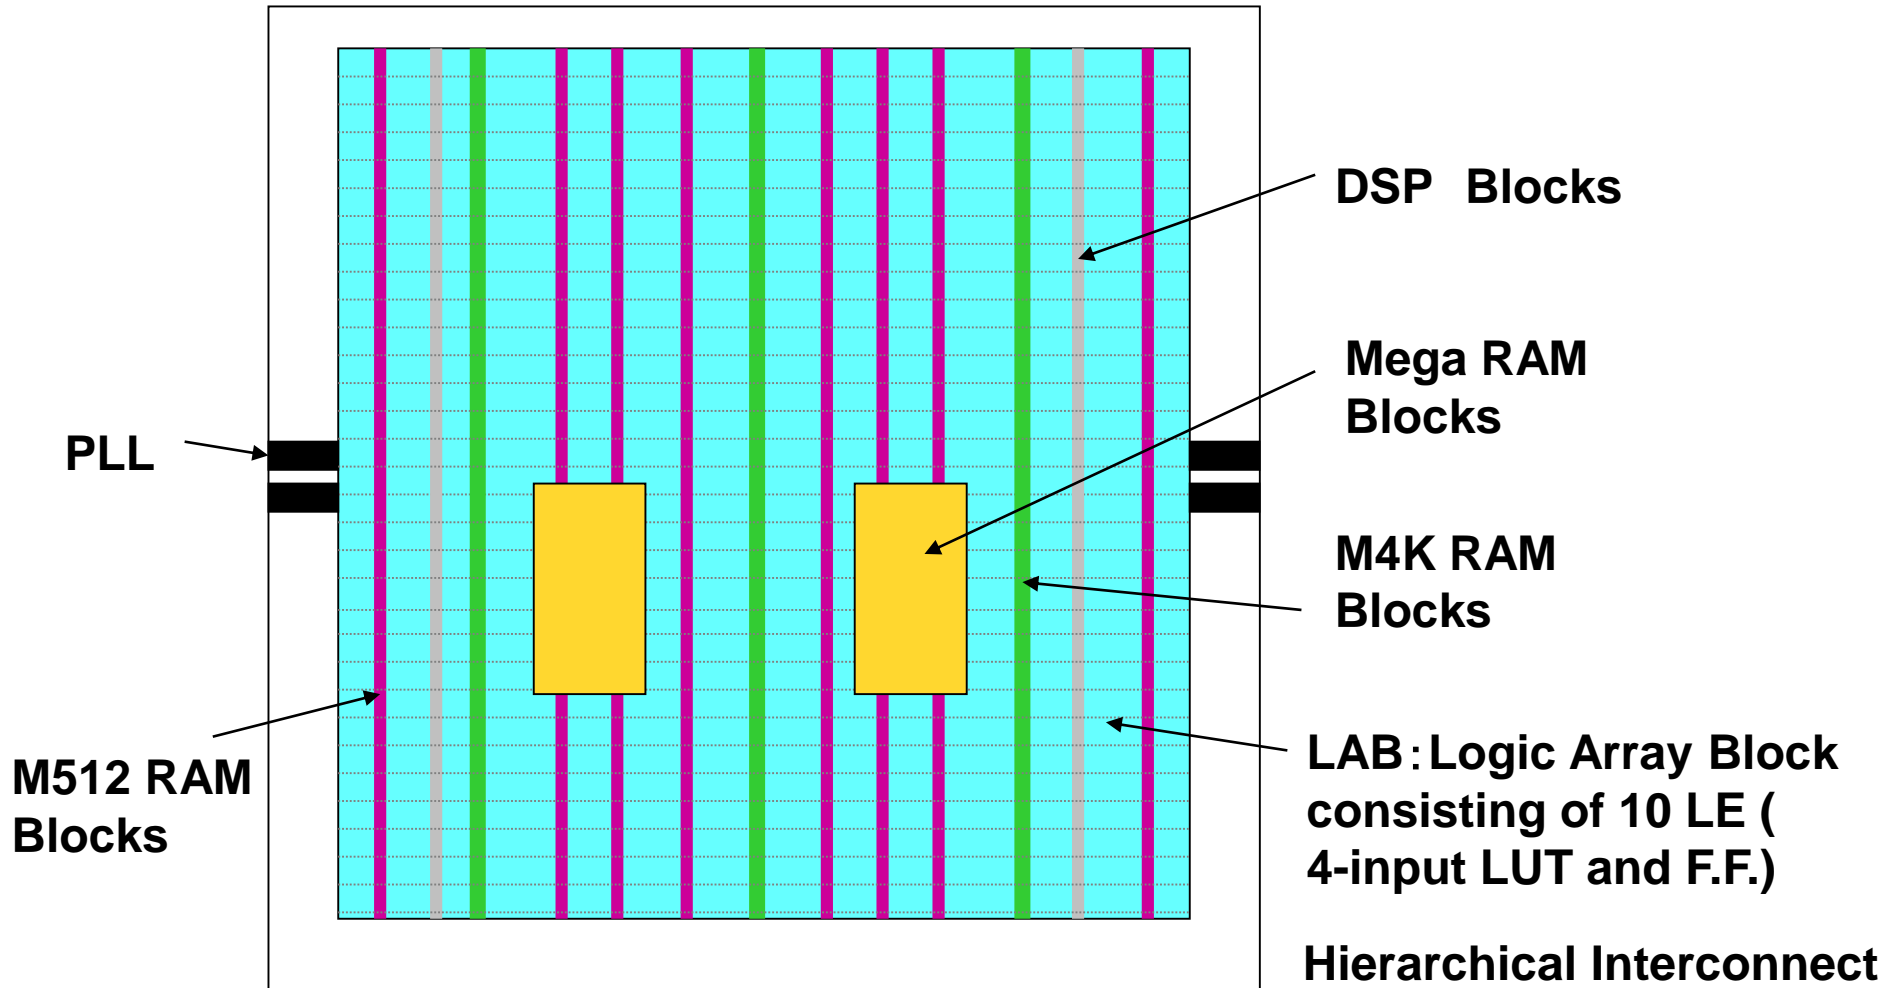 DSP Blocks
Mega RAM
Blocks
PLL
M4K RAM
Blocks
M512 RAM
Blocks
LAB：Logic Array Block
consisting of 10 LE (
4-input LUT and F.F.)
Hierarchical Interconnect